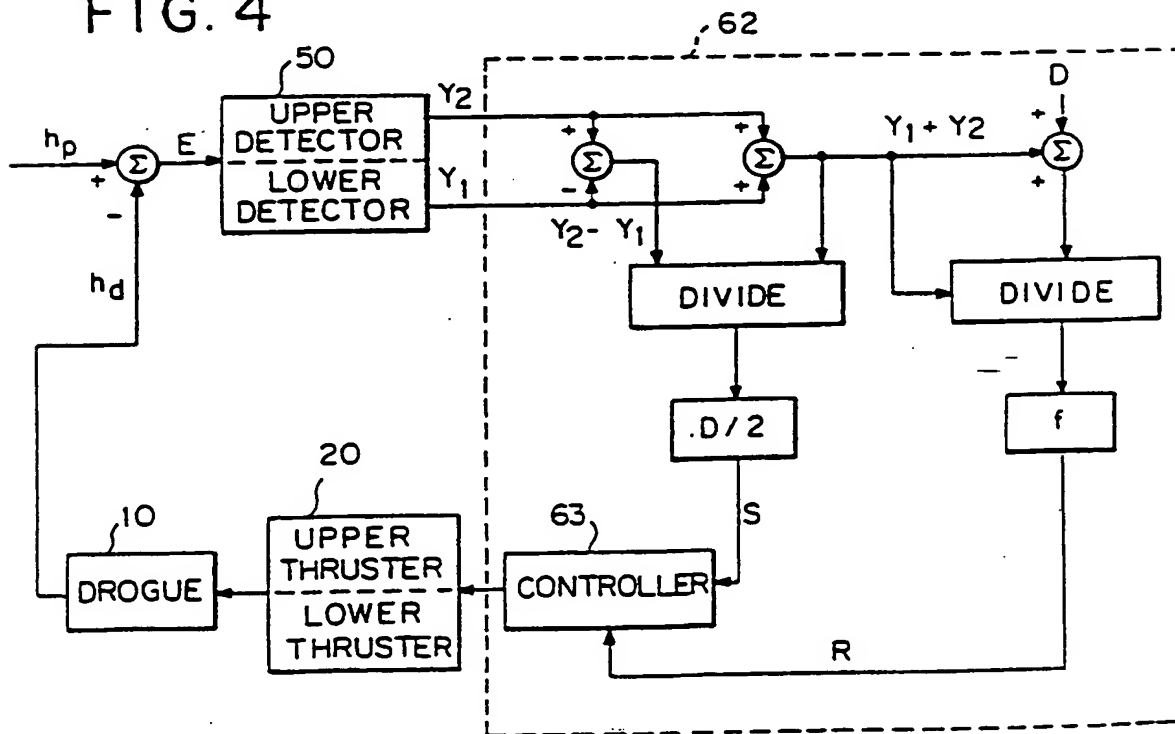 FIG. 4
62
50
D
Y2
+
UPPER DETECTOR
+
+
Y1 + Y2
hp
Σ
E
Σ
Σ
Σ
+
LOWER DETECTOR
Y1
-
+
+
-
Y2 - Y1
hd
DIVIDE
DIVIDE
.D/2
f
20
S
10
63
UPPER THRUSTER
DROGUE
CONTROLLER
LOWER THRUSTER
R